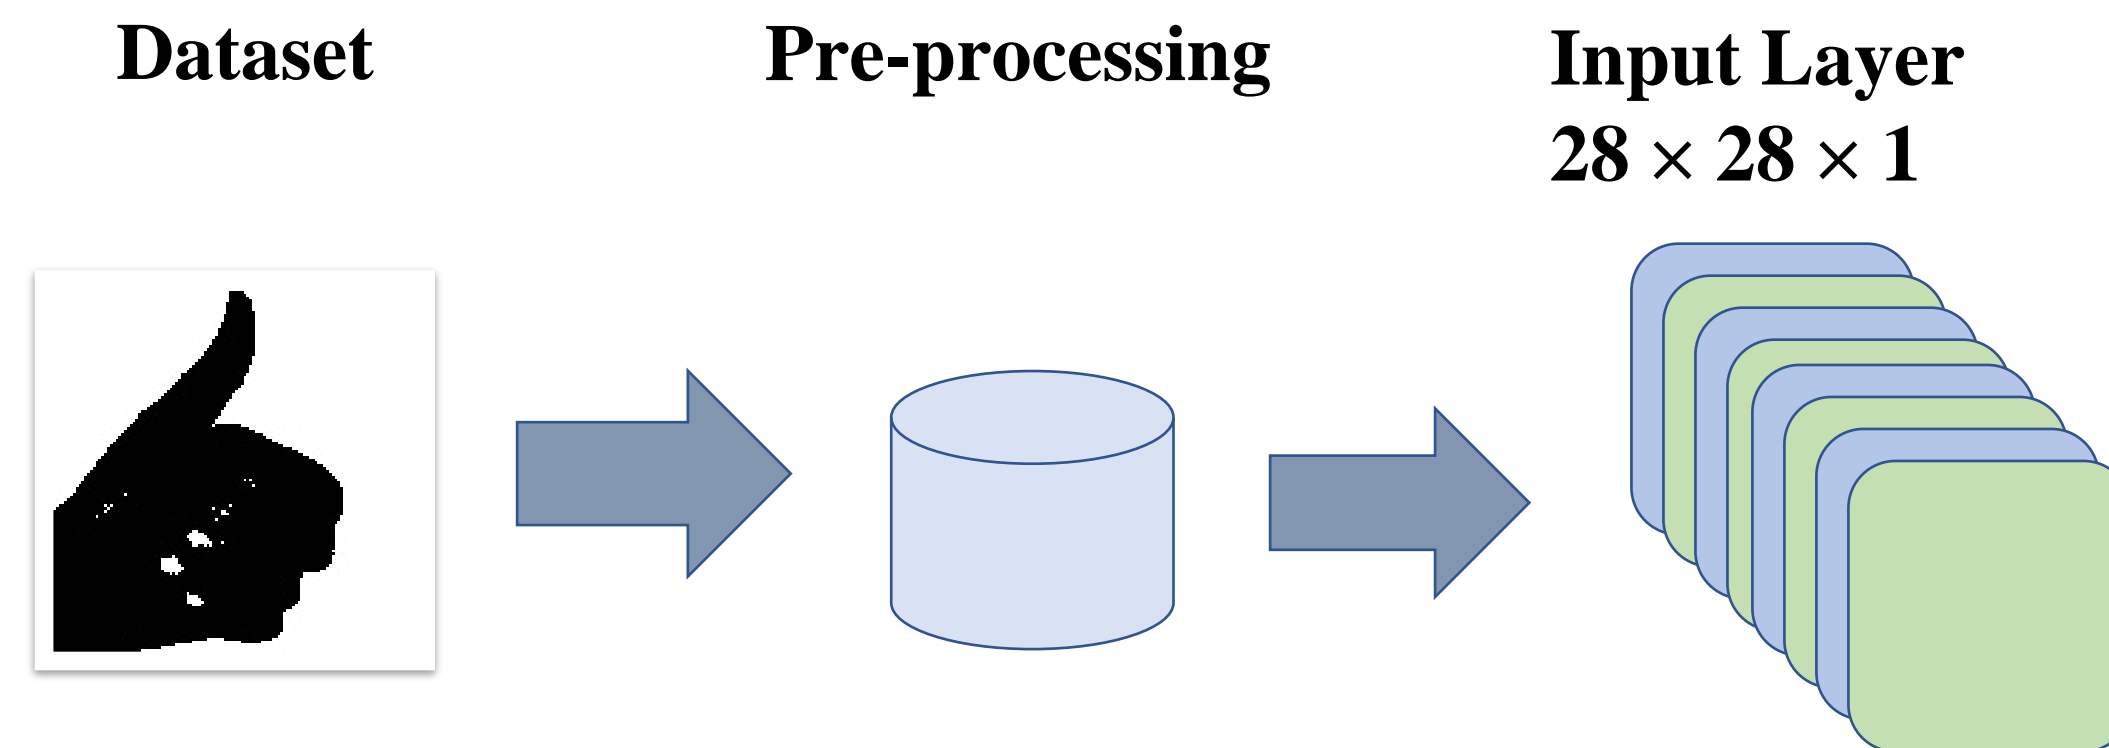 Dataset
Pre-processing
Input Layer
28 × 28 × 1